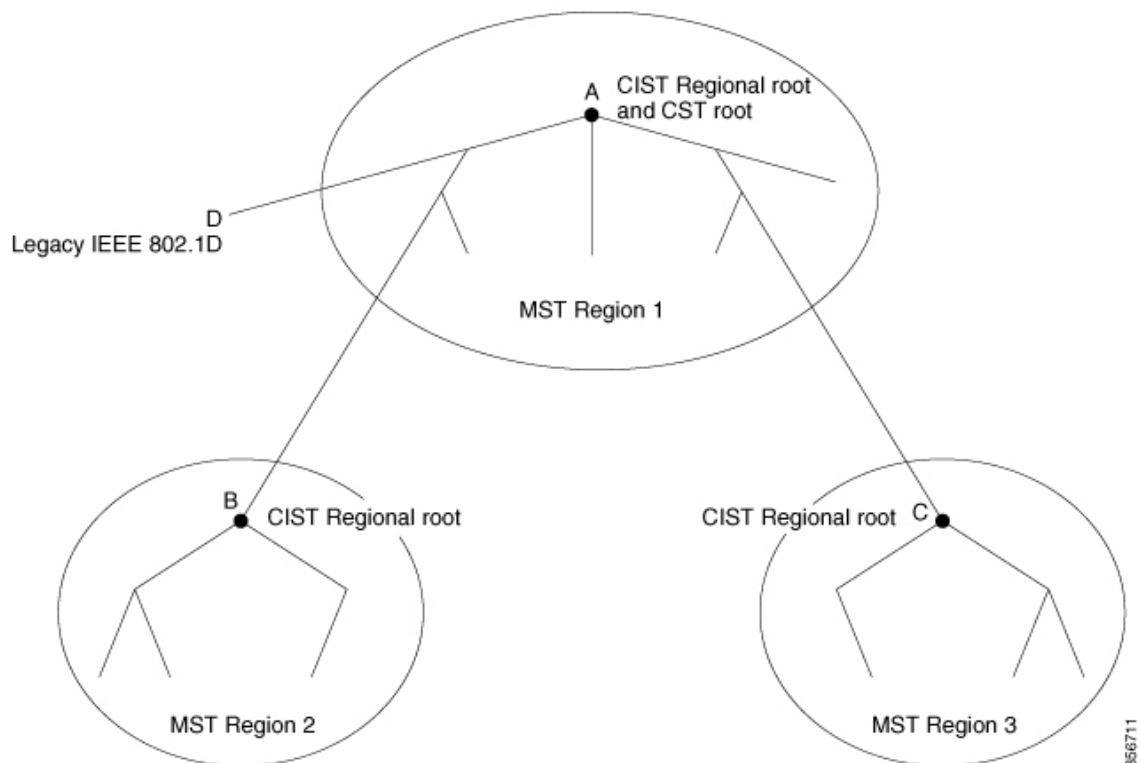 A
CIST Regional root
and CST root
D
Legacy IEEE 802.1D
MST Region 1
B
CIST Regional root
CIST Regional root
C
MST Region 2
MST Region 3
356711